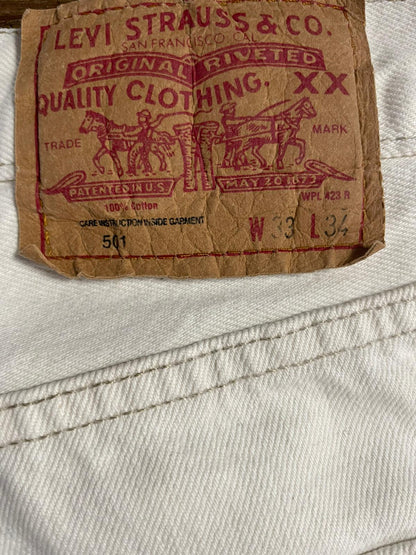 LEVI STRAUSS & CO.
SAN FRANCISCO, CAL.
ORIGINAL RIVETED
QUALITY CLOTHING. XX
TRADE MARK
PATENTED IN U.S. MAY 20 1873
WPL 423 R
100% Cotton
CARE INSTRUCTION INSIDE GARMENT
501
W 33 L 34